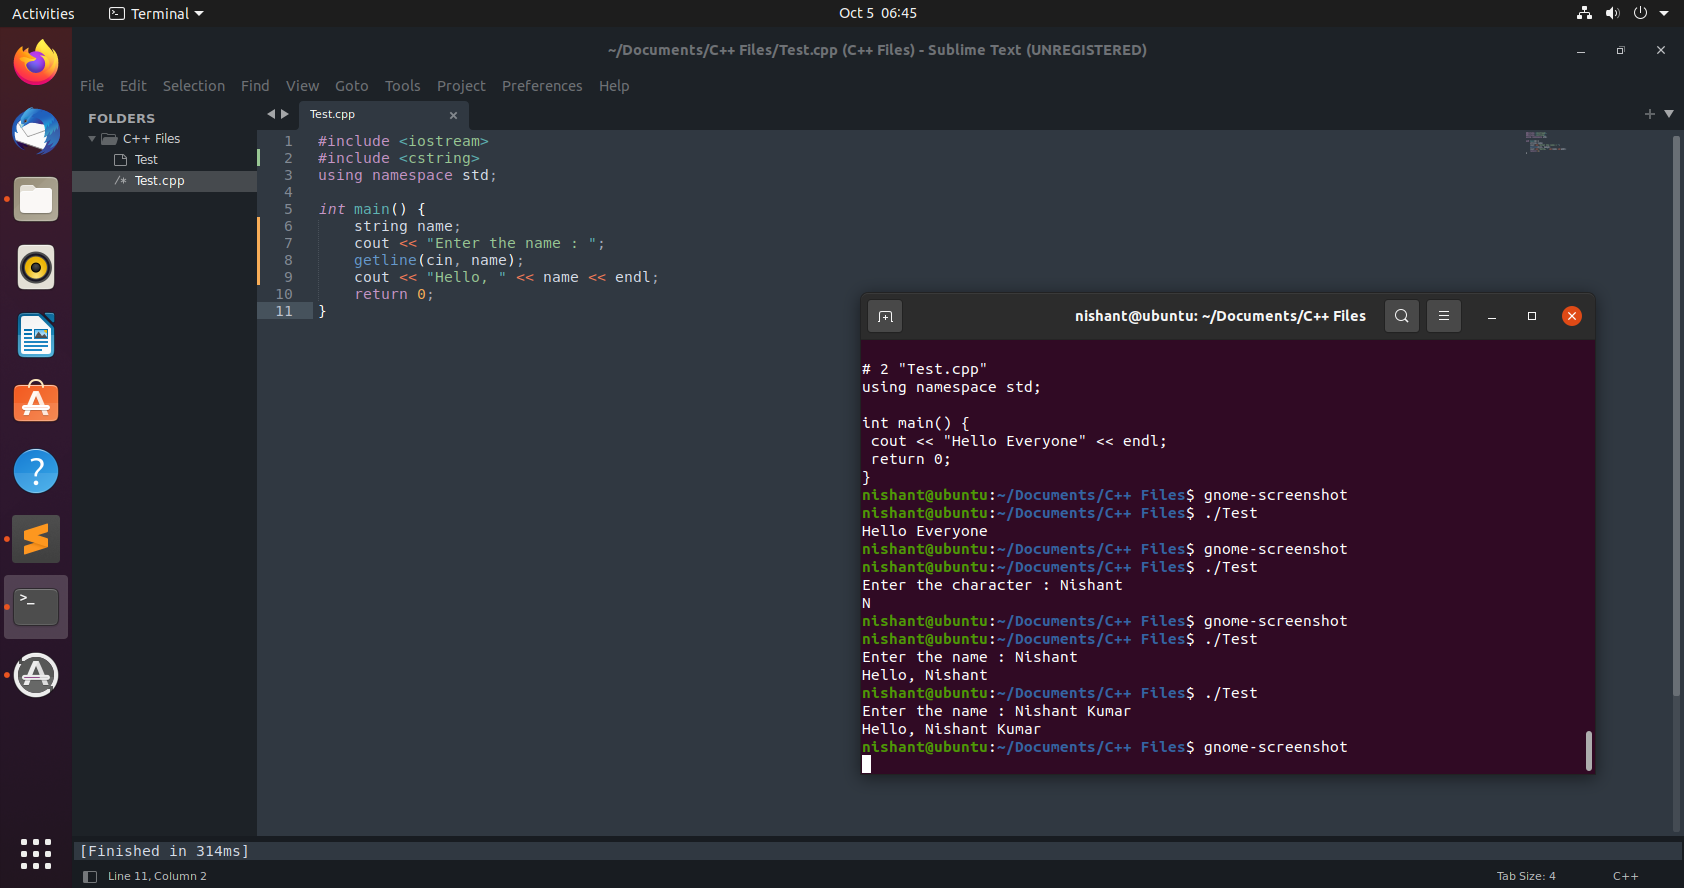 Activities
Terminal
Oct 5 06:45
~/Documents/C++ Files/Test.cpp (C++ Files) - Sublime Text (UNREGISTERED)
File Edit Selection Find View Goto Tools Project Preferences Help
FOLDERS
C++ Files
Test
/* Test.cpp
Test.cpp
1 #include <iostream>
2 #include <cstring>
3 using namespace std;
4
5 int main() {
6 string name;
7 cout << "Enter the name : ";
8 getline(cin, name);
9 cout << "Hello, " << name << endl;
10 return 0;
11 }
nishant@ubuntu: ~/Documents/C++ Files
# 2 "Test.cpp"
using namespace std;
int main() {
cout << "Hello Everyone" << endl;
return 0;
}
nishant@ubuntu:~/Documents/C++ Files$ gnome-screenshot
nishant@ubuntu:~/Documents/C++ Files$ ./Test
Hello Everyone
nishant@ubuntu:~/Documents/C++ Files$ gnome-screenshot
nishant@ubuntu:~/Documents/C++ Files$ ./Test
Enter the character : Nishant
N
nishant@ubuntu:~/Documents/C++ Files$ gnome-screenshot
nishant@ubuntu:~/Documents/C++ Files$ ./Test
Enter the name : Nishant
Hello, Nishant
nishant@ubuntu:~/Documents/C++ Files$ ./Test
Enter the name : Nishant Kumar
Hello, Nishant Kumar
nishant@ubuntu:~/Documents/C++ Files$ gnome-screenshot
[Finished in 314ms]
Line 11, Column 2
Tab Size: 4
C++